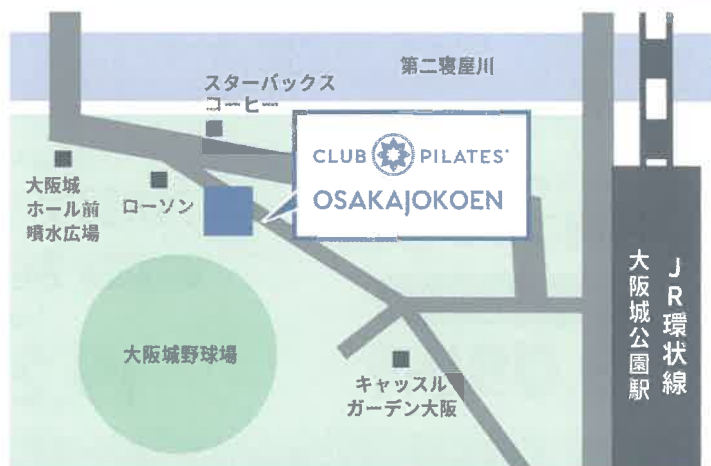 第二寝屋川
スターバックス
コーヒー
CLUB PILATES
OSAKAJOKOEN
大阪城
ホール前
噴水広場
ローソン
大阪城野球場
キャッスル
ガーデン大阪
JR環状線
大阪城公園駅